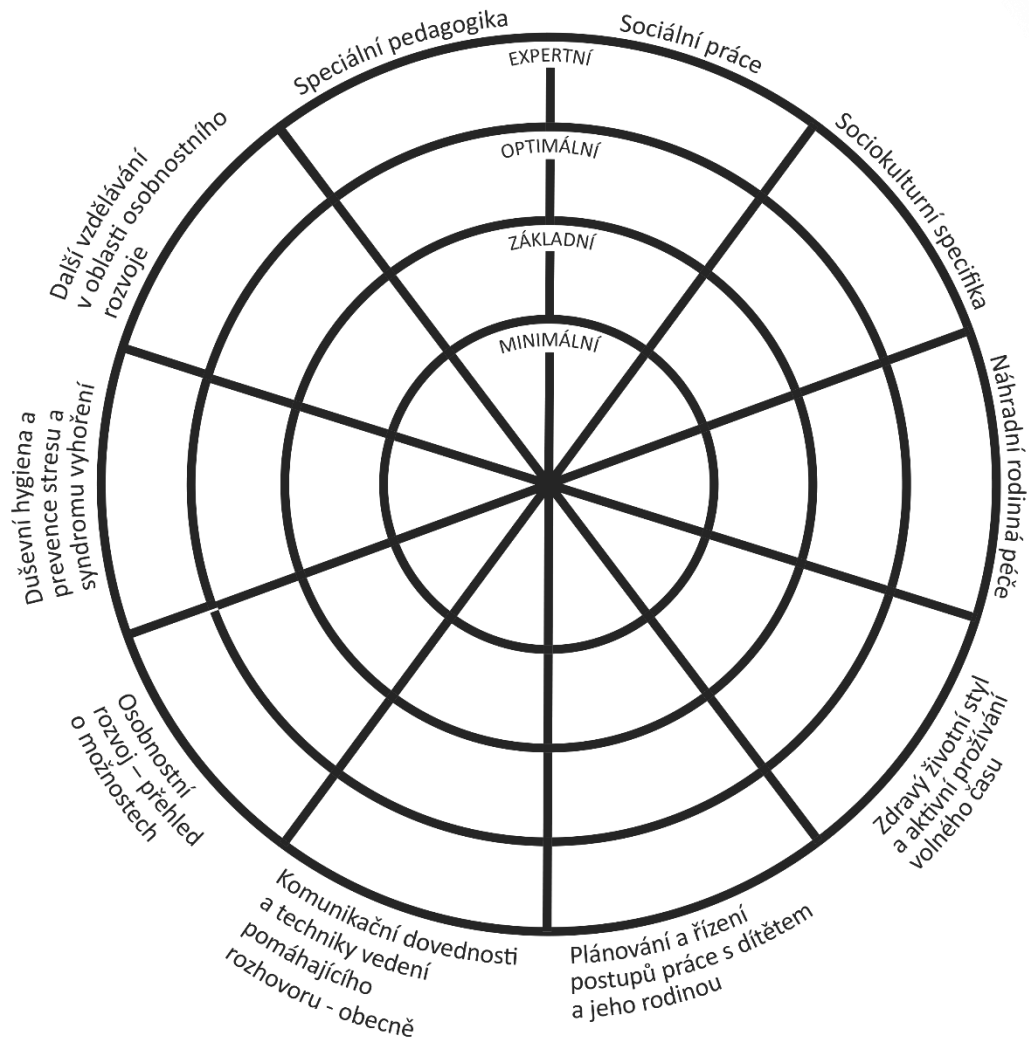 Speciální pedagogika
Sociální práce
Sociokulturní specifika
Náhradní rodinná péče
Zdravý životní styl
a aktivní prožívání
volného času
Plánování a řízení
postupů práce s dítětem
a jeho rodinou
Komunikační dovednosti
a techniky vedení
pomáhajícího
rozhovoru - obecně
Osobnostní
rozvoj – přehled
o možnostech
Duševní hygiena a
prevence stresu a
syndromu vyhoření
Další vzdělávání
v oblasti osobnostního
rozvoje
EXPERTNÍ
OPTIMÁLNÍ
ZÁKLADNÍ
MINIMÁLNÍ